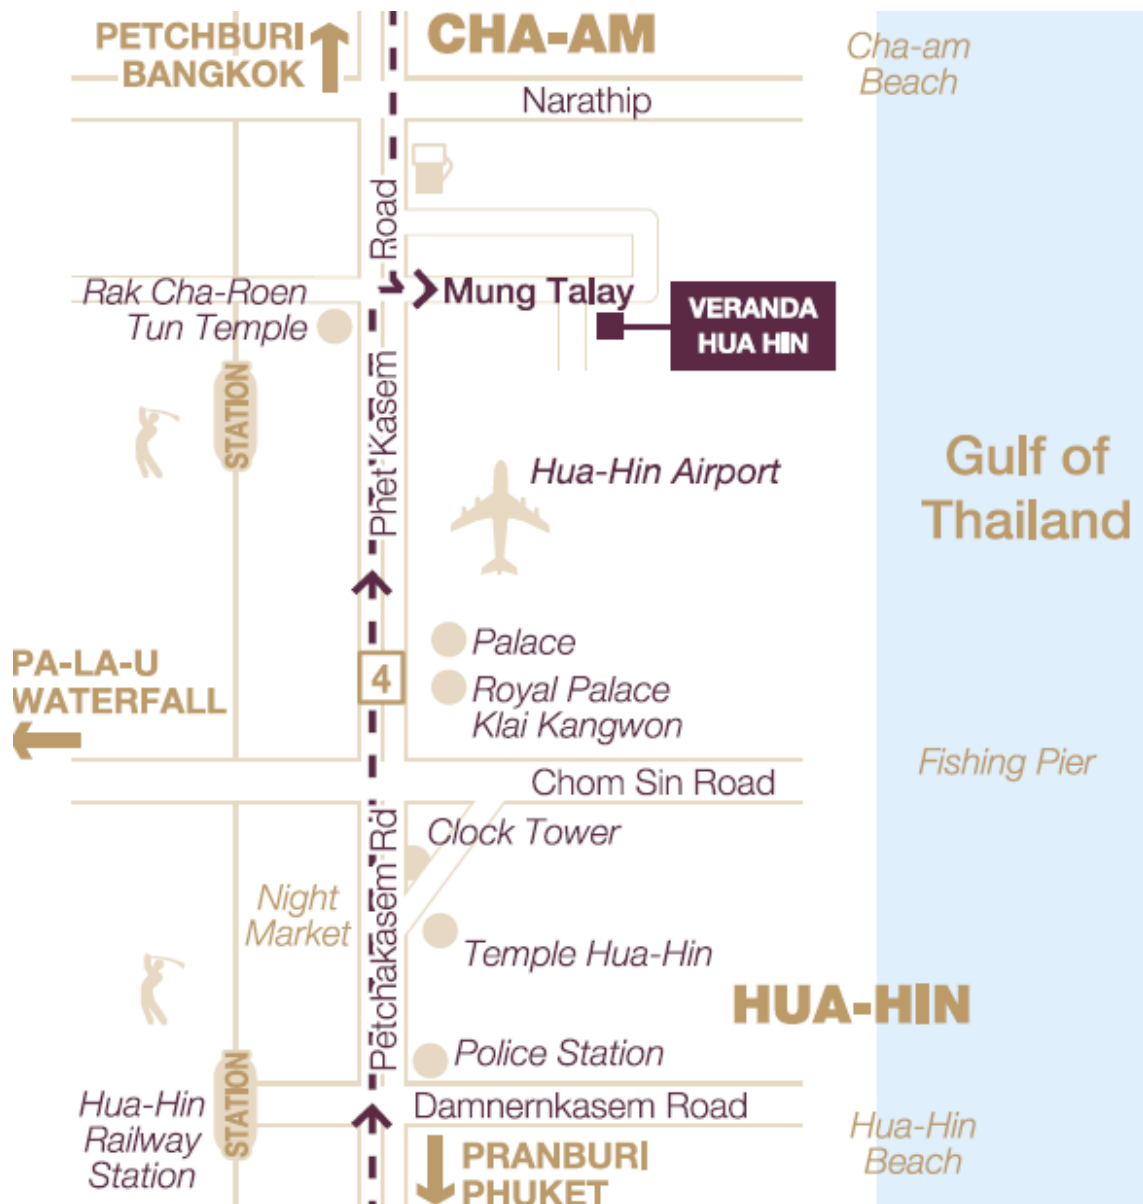 PETCHBURI
BANGKOK
CHA-AM
Cha-am
Beach
Narathip
Road
Rak Cha-Roen
Tun Temple
Mung Talay
VERANDA
HUA HIN
STATION
Phet Kasem
Hua-Hin Airport
Gulf of
Thailand
Palace
PA-LA-U
WATERFALL
4
Royal Palace
Klai Kangwon
Fishing Pier
Chom Sin Road
Petchakasem Rd
Clock Tower
Night
Market
Temple Hua-Hin
HUA-HIN
Police Station
STATION
Hua-Hin
Railway
Station
Damnernkasem Road
Hua-Hin
Beach
PRANBURI
PHUKET